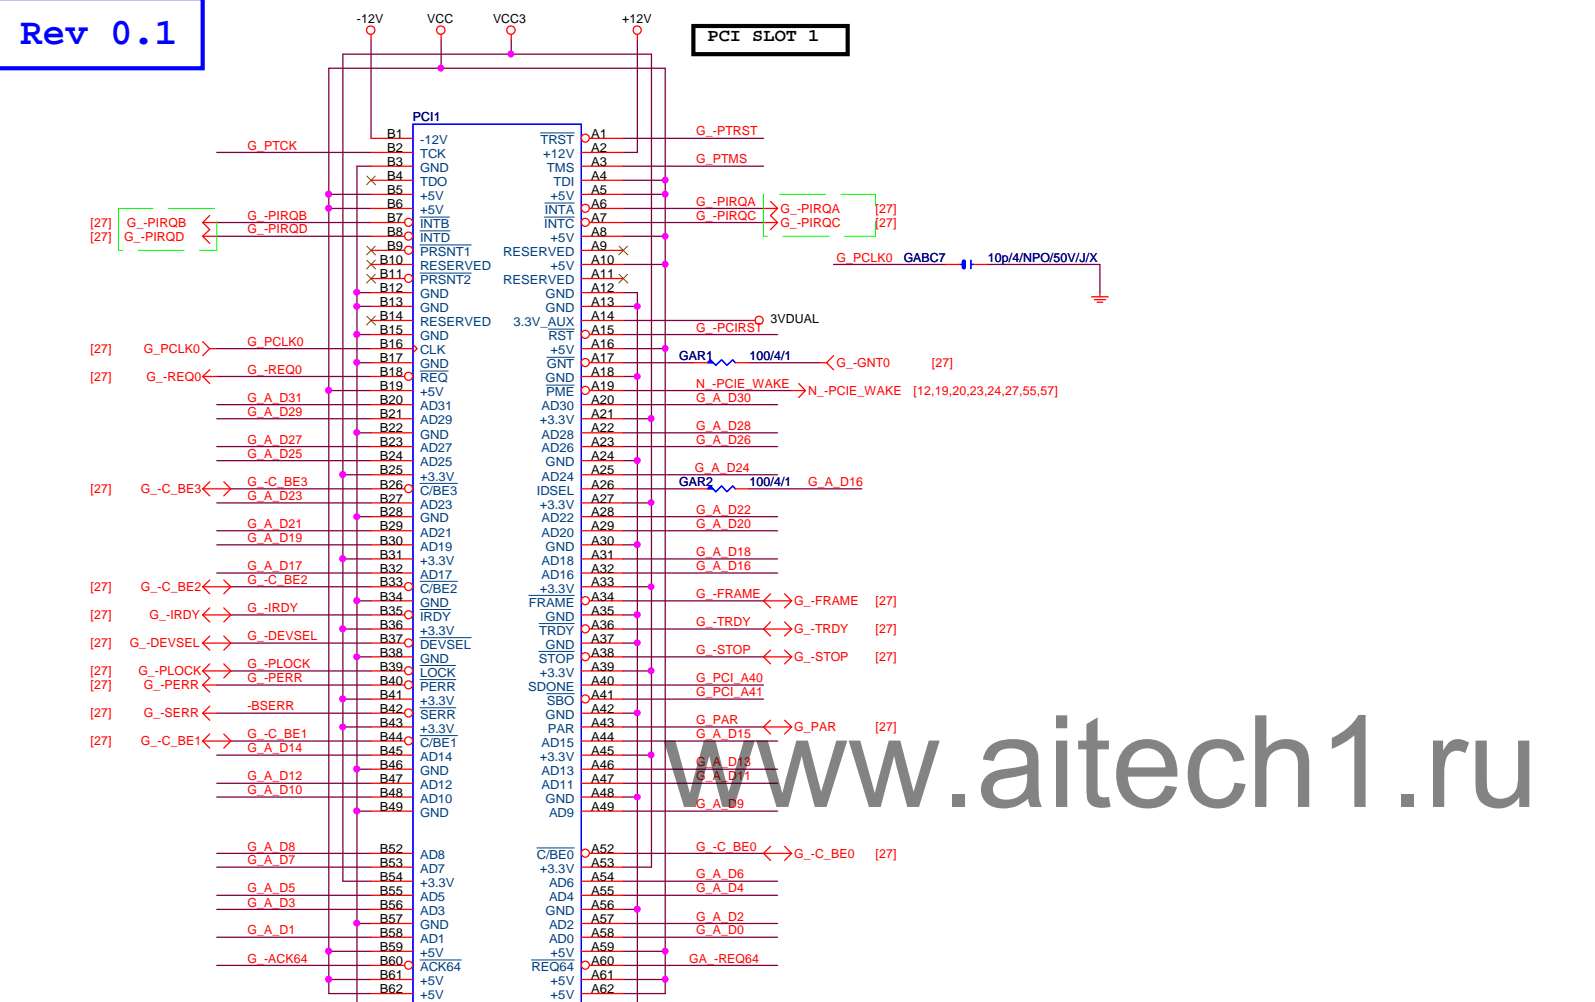 Rev 0.1
-12V VCC VCC3 +12V
PCI SLOT 1
PCI1
B1 -12V TRST A1 G_-PTRST
G_PTCK B2 TCK +12V A2
B3 GND TMS A3 G_PTMS
B4 TDO TDI A4
B5 +5V +5V A5
B6 +5V INTA A6 G_-PIRQA G_-PIRQA [27]
[27] G_-PIRQB G_-PIRQB B7 INTB INTC A7 G_-PIRQC G_-PIRQC [27]
[27] G_-PIRQD G_-PIRQD B8 INTD +5V A8
B9 PRSNT1 RESERVED A9
B10 RESERVED +5V A10 G_PCLK0 GABC7 10p/4/NPO/50V/J/X
B11 PRSNT2 RESERVED A11
B12 GND GND A12
B13 GND GND A13
B14 RESERVED 3.3V_AUX A14 3VDUAL
B15 GND RST A15 G_-PCIRST
[27] G_PCLK0 G_PCLK0 B16 CLK +5V A16
B17 GND GNT A17 GAR1 100/4/1 G_-GNT0 [27]
[27] G_-REQ0 G_-REQ0 B18 REQ GND A18
B19 +5V PME A19 N_-PCIE_WAKE N_-PCIE_WAKE [12,19,20,23,24,27,55,57]
G_A_D31 B20 AD31 AD30 A20 G_A_D30
G_A_D29 B21 AD29 +3.3V A21
B22 GND AD28 A22 G_A_D28
G_A_D27 B23 AD27 AD26 A23 G_A_D26
G_A_D25 B24 AD25 GND A24
B25 +3.3V AD24 A25 G_A_D24
[27] G_-C_BE3 G_-C_BE3 B26 C/BE3 IDSEL A26 GAR2 100/4/1 G_A_D16
G_A_D23 B27 AD23 +3.3V A27
B28 GND AD22 A28 G_A_D22
G_A_D21 B29 AD21 AD20 A29 G_A_D20
G_A_D19 B30 AD19 GND A30
B31 +3.3V AD18 A31 G_A_D18
G_A_D17 B32 AD17 AD16 A32 G_A_D16
[27] G_-C_BE2 G_-C_BE2 B33 C/BE2 +3.3V A33
B34 GND FRAME A34 G_-FRAME G_-FRAME [27]
[27] G_-IRDY G_-IRDY B35 IRDY GND A35
B36 +3.3V TRDY A36 G_-TRDY G_-TRDY [27]
[27] G_-DEVSEL G_-DEVSEL B37 DEVSEL GND A37
B38 GND STOP A38 G_-STOP G_-STOP [27]
[27] G_-PLOCK G_-PLOCK B39 LOCK +3.3V A39
[27] G_-PERR G_-PERR B40 PERR SDONE A40 G_PCI_A40
B41 +3.3V SBO A41 G_PCI_A41
[27] G_-SERR -BSERR B42 SERR GND A42
B43 +3.3V PAR A43 G_PAR G_PAR [27]
[27] G_-C_BE1 G_-C_BE1 B44 C/BE1 AD15 A44 G_A_D15
G_A_D14 B45 AD14 +3.3V A45
B46 GND AD13 A46 G_A_D13
G_A_D12 B47 AD12 AD11 A47 G_A_D11
G_A_D10 B48 AD10 GND A48
B49 GND AD9 A49 G_A_D9
www.aitech1.ru
G_A_D8 B52 AD8 C/BE0 A52 G_-C_BE0 G_-C_BE0 [27]
G_A_D7 B53 AD7 +3.3V A53
B54 +3.3V AD6 A54 G_A_D6
G_A_D5 B55 AD5 AD4 A55 G_A_D4
G_A_D3 B56 AD3 GND A56
B57 GND AD2 A57 G_A_D2
G_A_D1 B58 AD1 AD0 A58 G_A_D0
B59 +5V +5V A59
G_-ACK64 B60 ACK64 REQ64 A60 GA_-REQ64
B61 +5V +5V A61
B62 +5V +5V A62